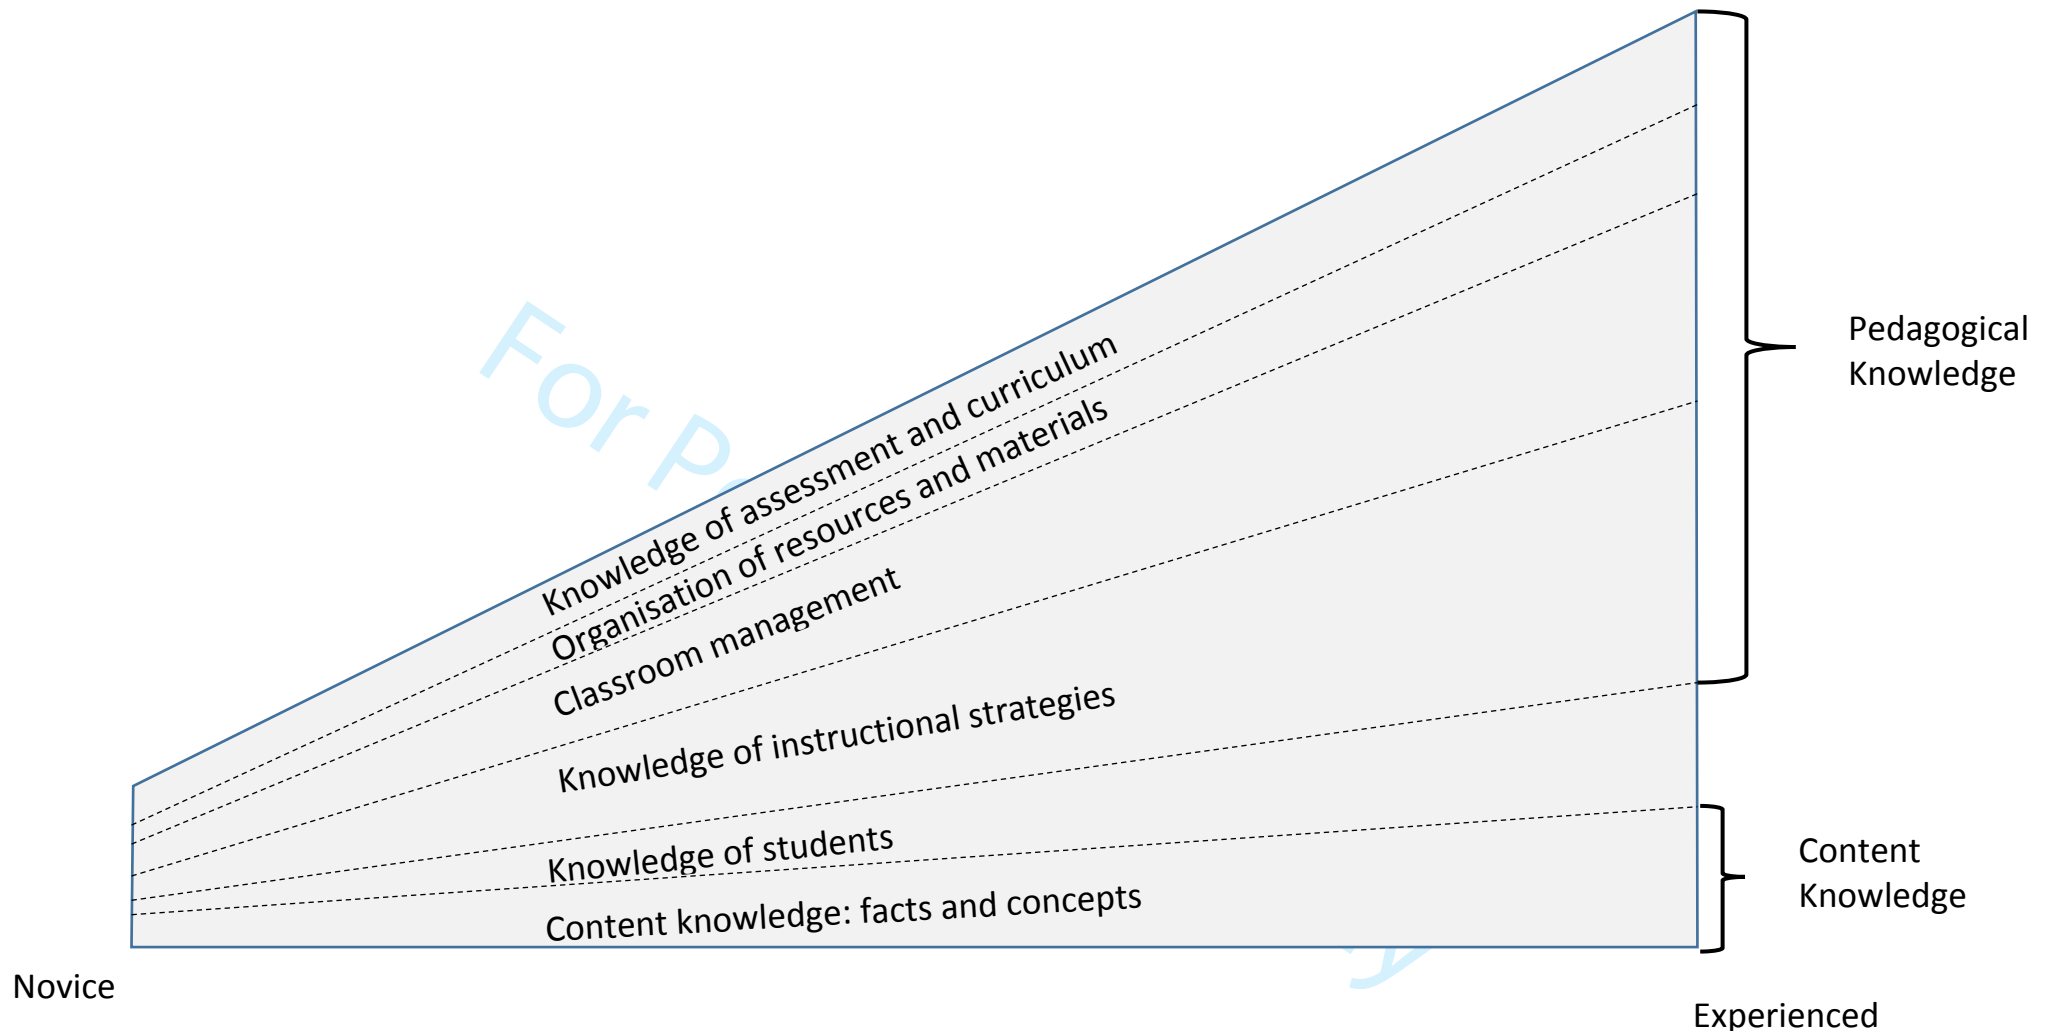 Knowledge of assessment and curriculum
Organisation of resources and materials
Classroom management
Knowledge of instructional strategies
Knowledge of students
Content knowledge: facts and concepts
Pedagogical
Knowledge
Content
Knowledge
Novice
Experienced
For